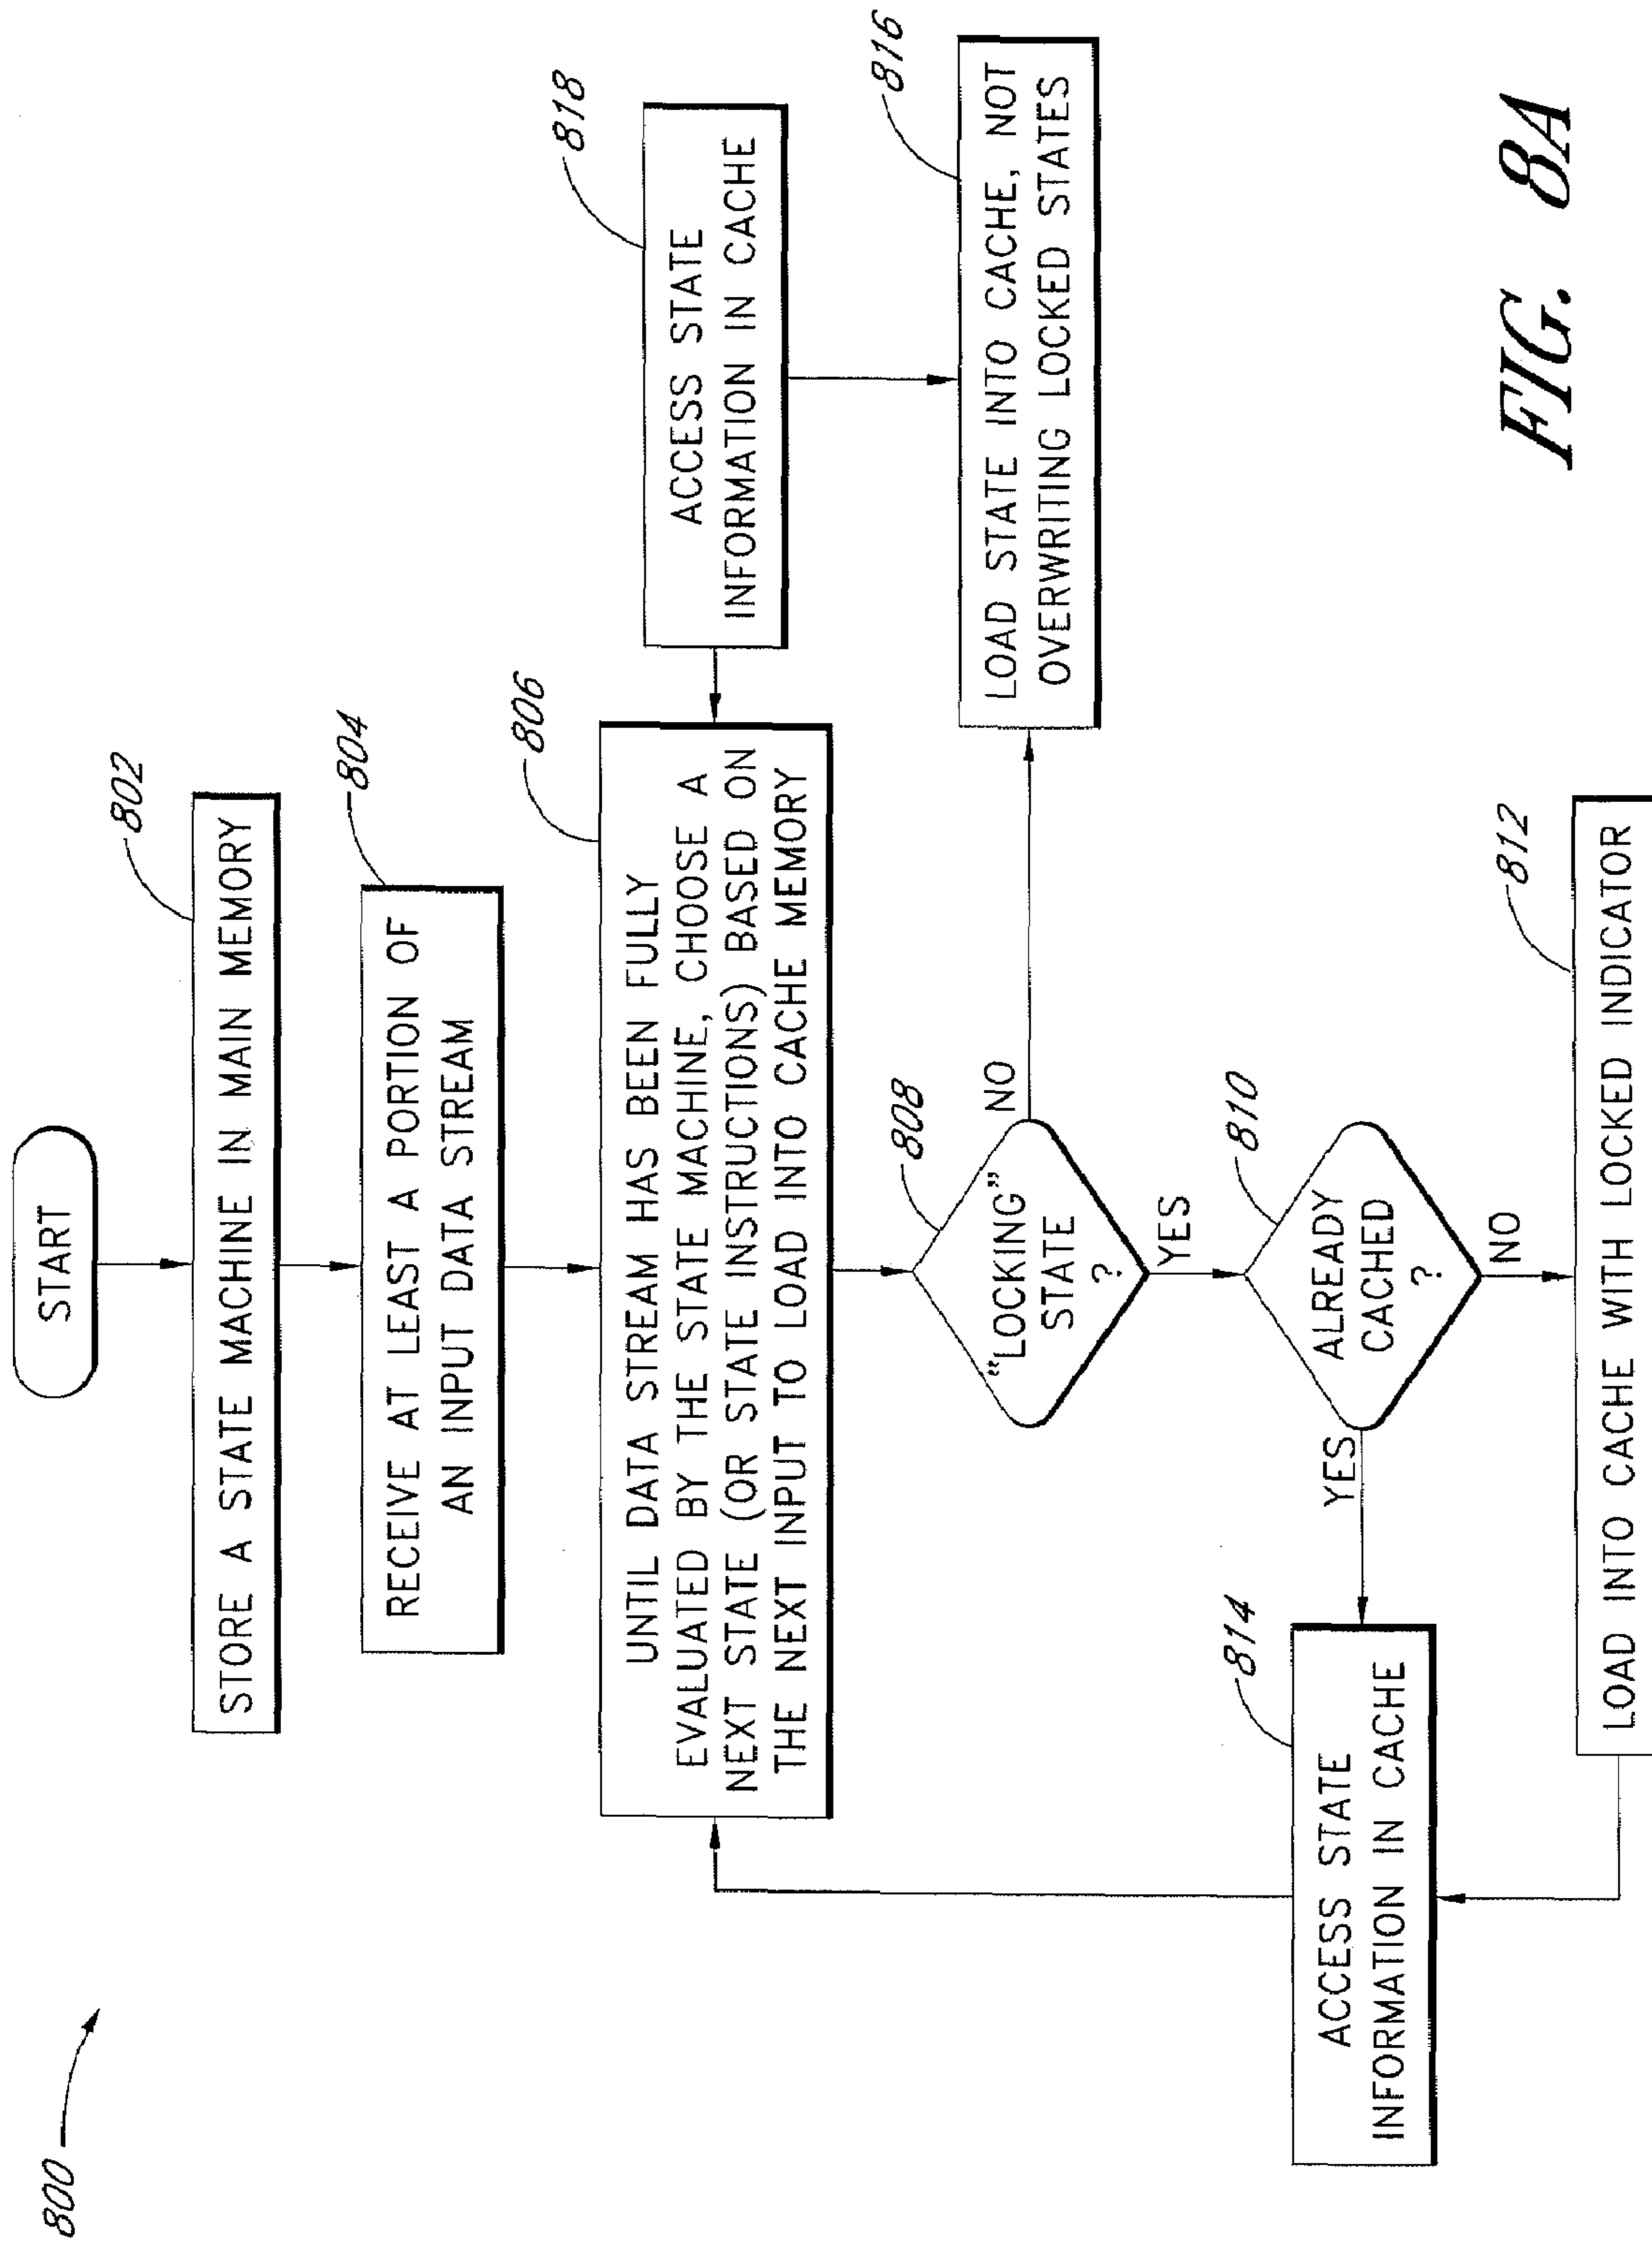 800
START
802
STORE A STATE MACHINE IN MAIN MEMORY
804
RECEIVE AT LEAST A PORTION OF
AN INPUT DATA STREAM
806
UNTIL DATA STREAM HAS BEEN FULLY
EVALUATED BY THE STATE MACHINE, CHOOSE A
NEXT STATE (OR STATE INSTRUCTIONS) BASED ON
THE NEXT INPUT TO LOAD INTO CACHE MEMORY
818
ACCESS STATE
INFORMATION IN CACHE
808
"LOCKING"
STATE
?
NO
YES
816
LOAD STATE INTO CACHE, NOT
OVERWRITING LOCKED STATES
810
ALREADY
CACHED
?
YES
NO
814
ACCESS STATE
INFORMATION IN CACHE
812
LOAD INTO CACHE WITH LOCKED INDICATOR
FIG. 8A